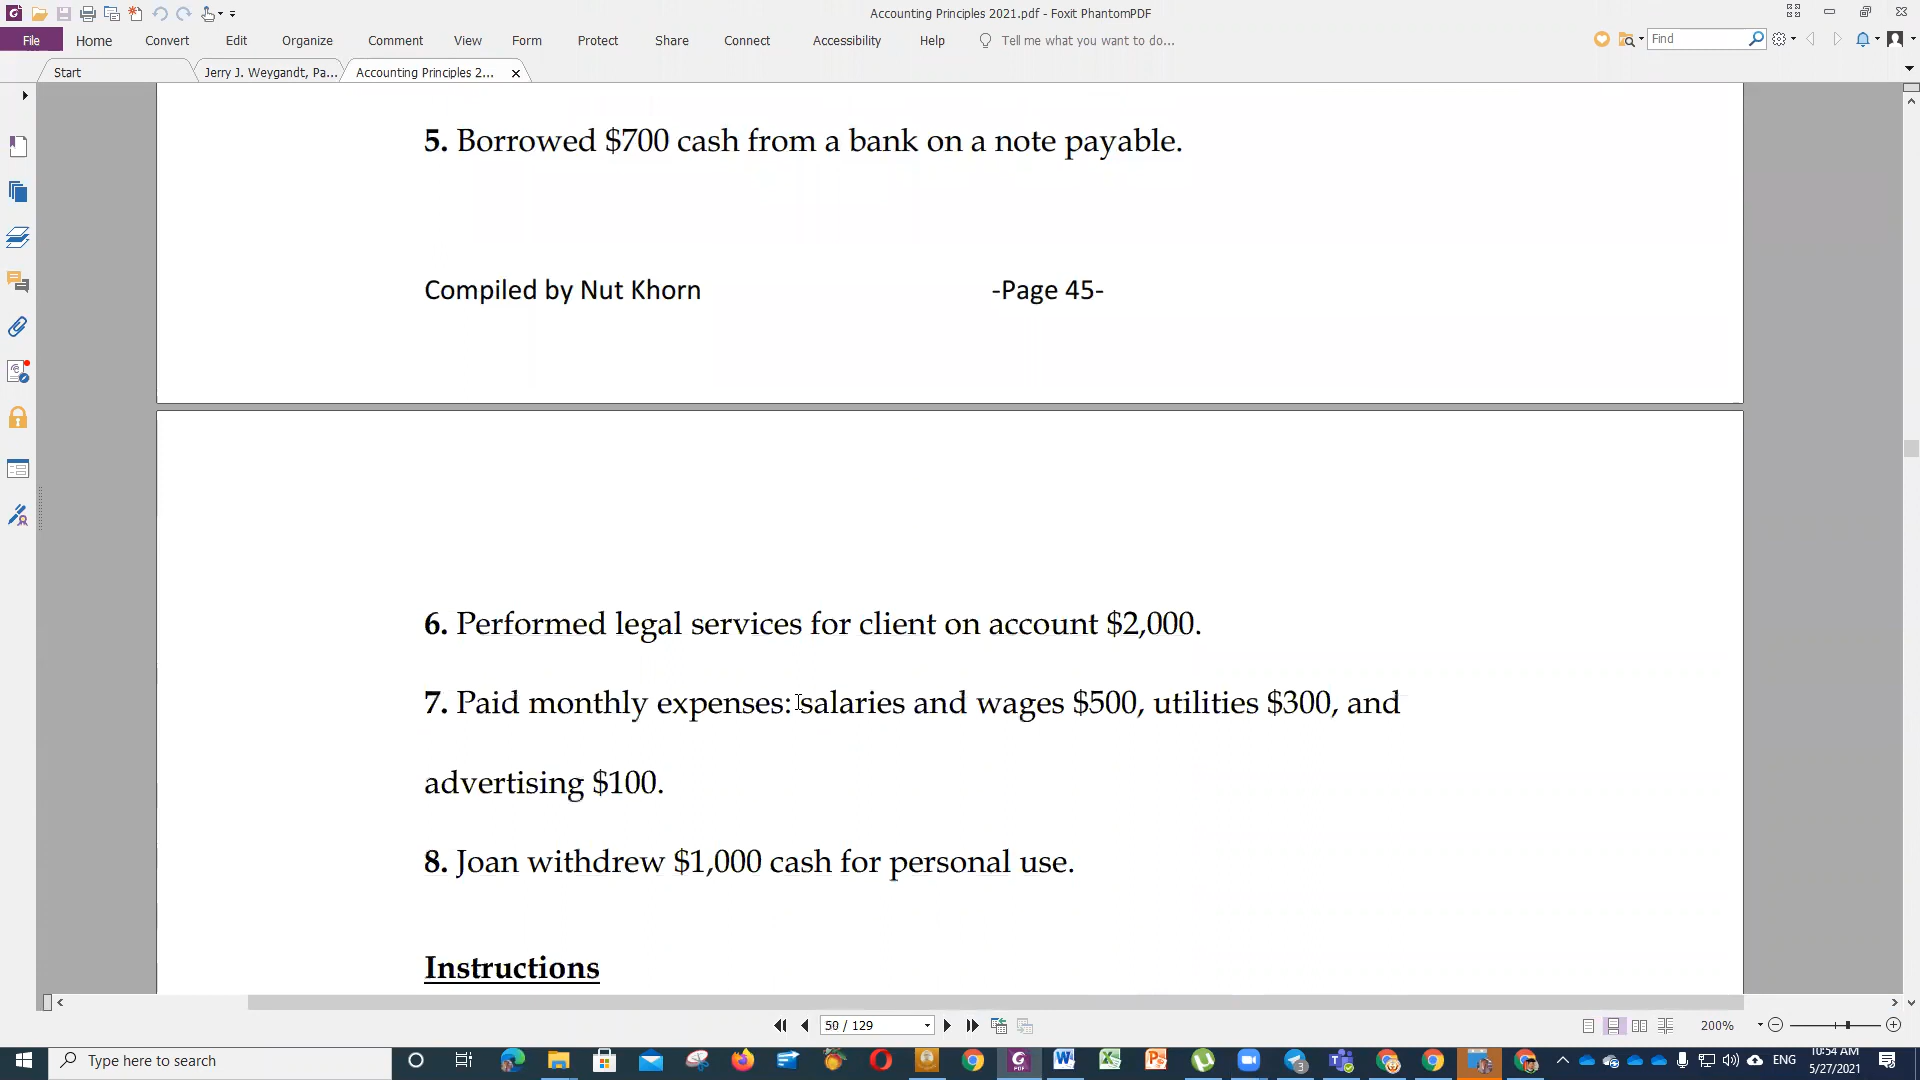 Accounting Principles 2021.pdf - Foxit PhantomPDF
File Home Convert Edit Organize Comment View Form Protect Share Connect Accessibility Help Tell me what you want to do... Find
Start Jerry J. Weygandt, Pa... Accounting Principles 2...
5. Borrowed $700 cash from a bank on a note payable.
Compiled by Nut Khorn -Page 45-
6. Performed legal services for client on account $2,000.
7. Paid monthly expenses: salaries and wages $500, utilities $300, and
advertising $100.
8. Joan withdrew $1,000 cash for personal use.
Instructions
50 / 129 200%
Type here to search ENG 10:54 AM
5/27/2021